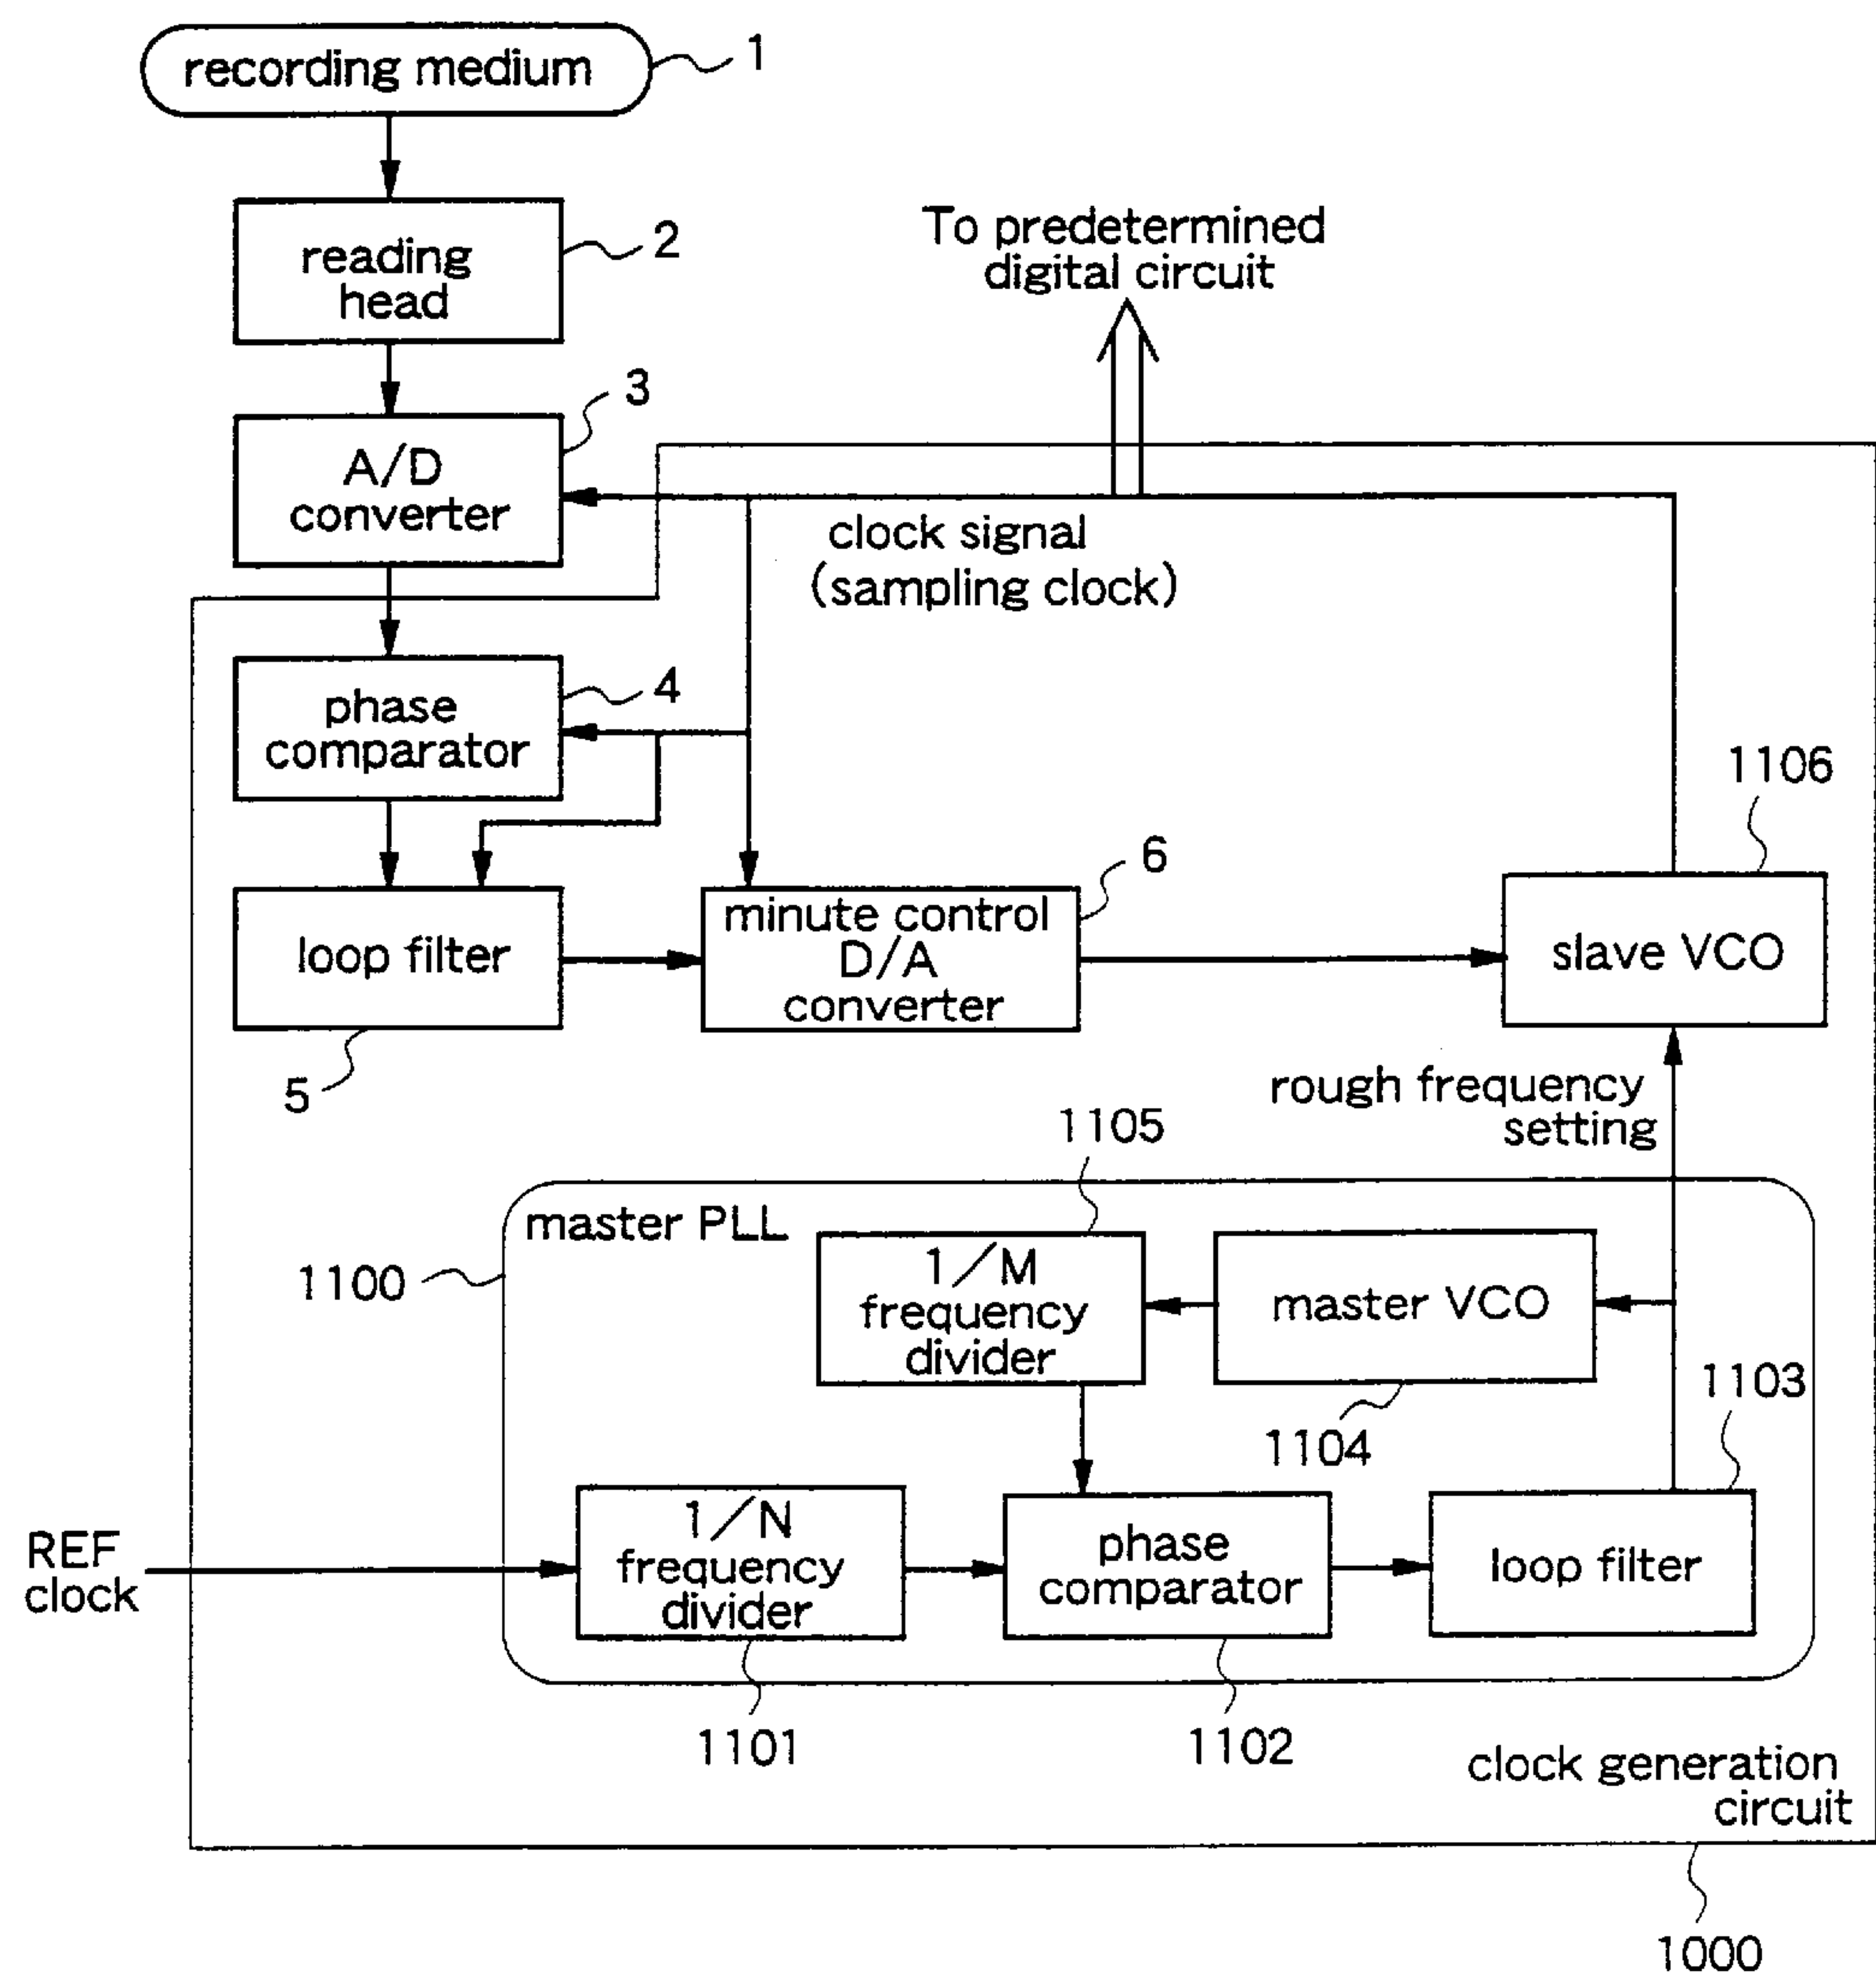 recording medium
1
reading
head
2
To predetermined
digital circuit
A/D
converter
3
clock signal
(sampling clock)
phase
comparator
4
1106
loop filter
5
minute control
D/A
converter
6
slave VCO
rough frequency
setting
1105
master PLL
1100
1/M
frequency
divider
master VCO
1104
1103
REF
clock
1/N
frequency
divider
phase
comparator
loop filter
1101
1102
clock generation
circuit
1000